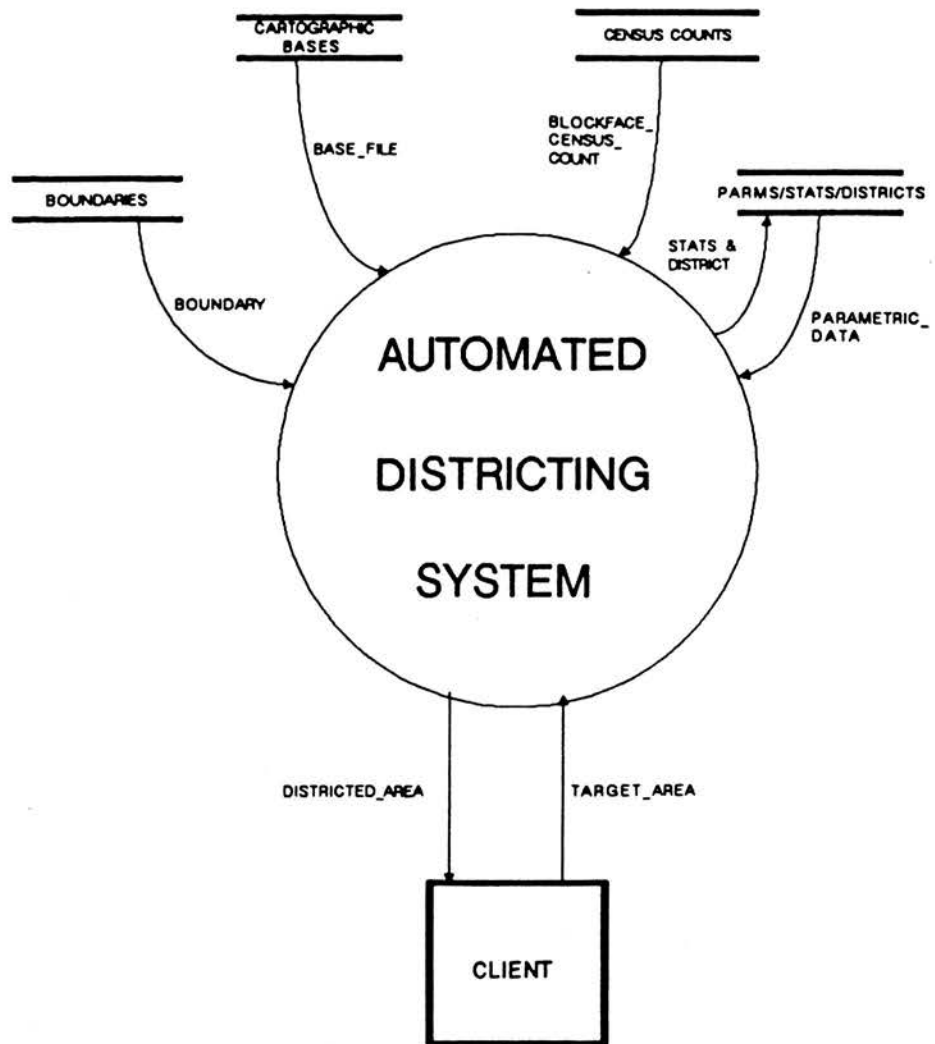 CARTOGRAPHIC
BASES
CENSUS COUNTS
BLOCKFACE_
CENSUS_
COUNT
BASE_FILE
BOUNDARIES
PARMS/STATS/DISTRICTS
STATS &
DISTRICT
BOUNDARY
PARAMETRIC_
DATA
AUTOMATED
DISTRICTING
SYSTEM
DISTRICTED_AREA
TARGET_AREA
CLIENT